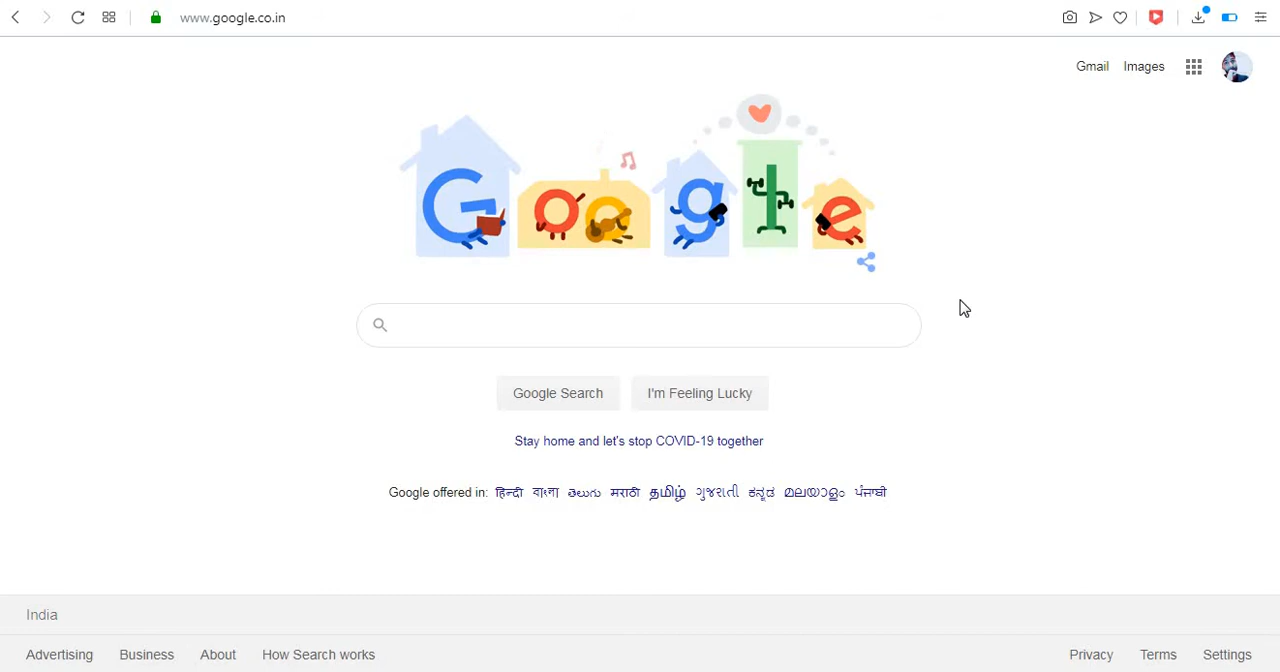 www.google.co.in
Gmail Images
Google
Google Search I'm Feeling Lucky
Stay home and let's stop COVID-19 together
Google offered in: हिन्दी বাংলা తెలుగు मराठी தமிழ் ગુજરાતી ಕನ್ನಡ മലയാളം ਪੰਜਾਬੀ
India
Advertising Business About How Search works Privacy Terms Settings